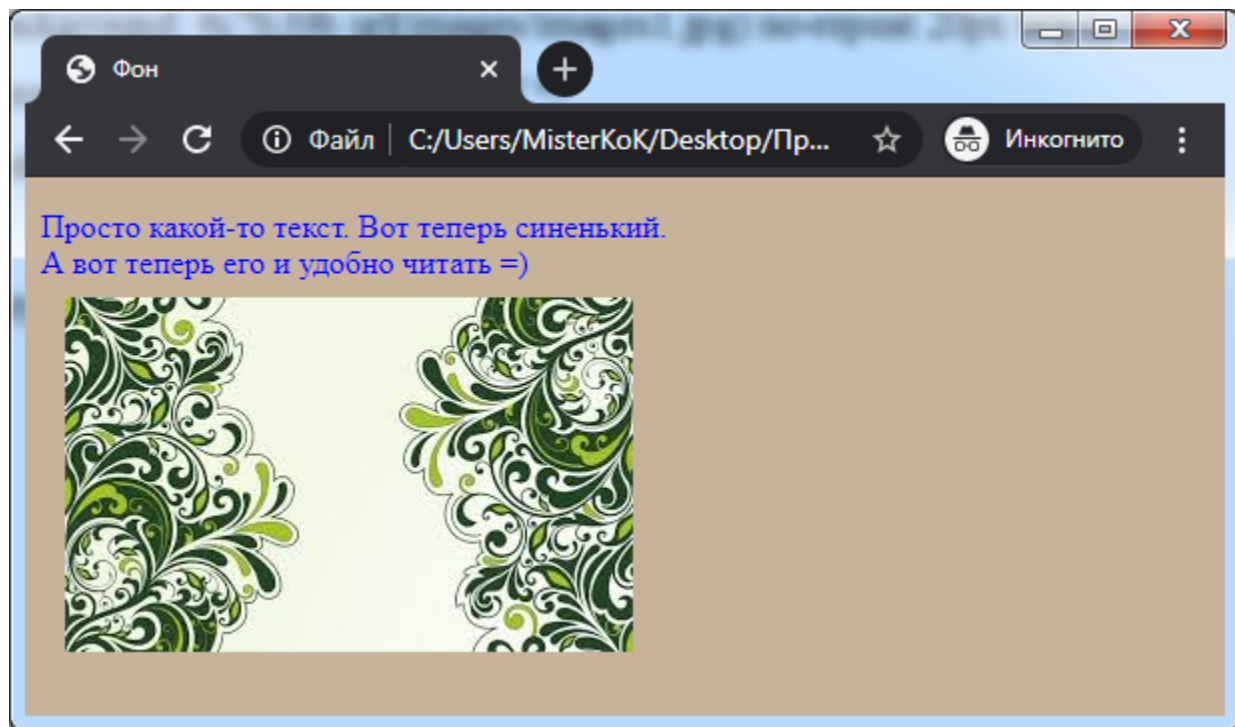 Фон
Файл
C:/Users/MisterKoK/Desktop/Пр...
Инкогнито
Просто какой-то текст. Вот теперь синенький.
А вот теперь его и удобно читать =)